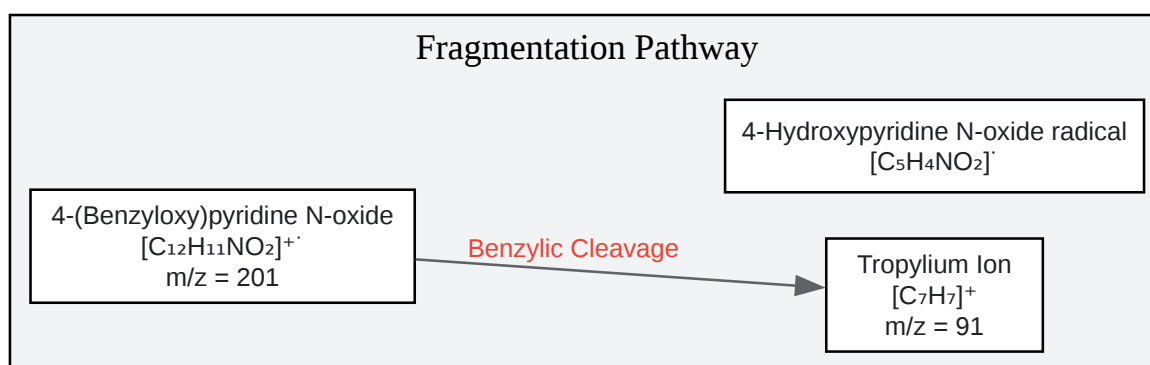 Fragmentation Pathway
4-Hydroxypyridine N-oxide radical
[C₅H₄NO₂]˙
4-(Benzyloxy)pyridine N-oxide
[C₁₂H₁₁NO₂]⁺˙
m/z = 201
Benzylic Cleavage
Tropylium Ion
[C₇H₇]⁺
m/z = 91